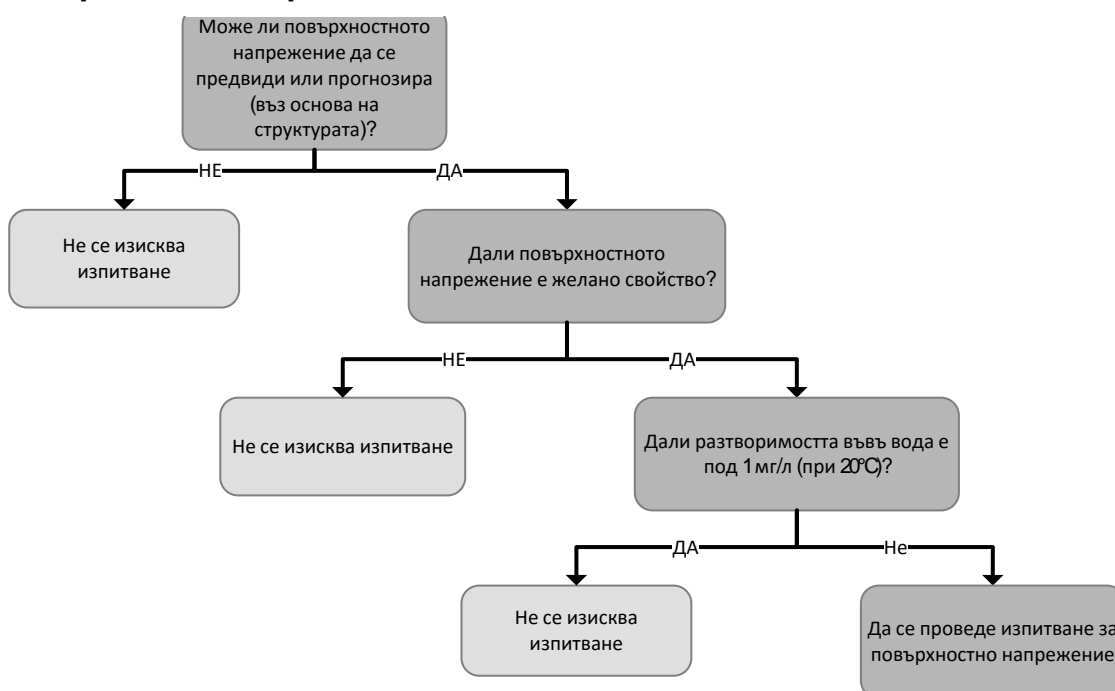 Може ли повърхностното
напрежение да се
предвиди или прогнозира
(въз основа на
структурата)?
НЕ
ДА
Не се изисква
изпитване
Дали повърхностното
напрежение е желано свойство?
НЕ
ДА
Не се изисква изпитване
Дали разтворимостта във вода е
под 1 мг/л (при 20°C)?
ДА
Не
Не се изисква
изпитване
Да се проведе изпитване за
повърхностно напрежение